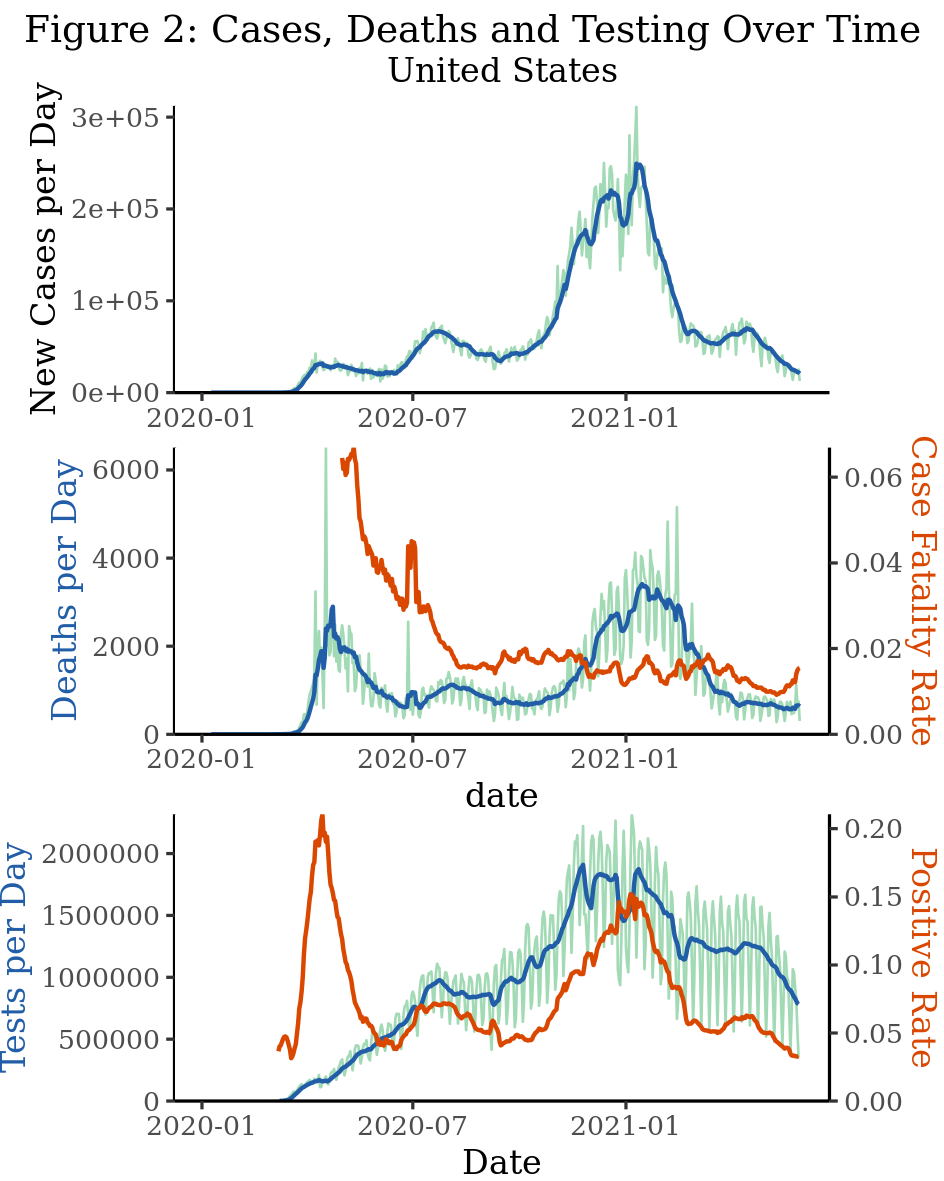 Figure 2: Cases, Deaths and Testing Over Time
United States
New Cases per Day
3e+05
2e+05
1e+05
0e+00
2020-01 2020-07 2021-01
Deaths per Day
6000
4000
2000
0
0.06
0.04
0.02
0.00
Case Fatality Rate
2020-01 2020-07 2021-01
date
Tests per Day
2000000
1500000
1000000
500000
0
0.20
0.15
0.10
0.05
0.00
Positive Rate
2020-01 2020-07 2021-01
Date